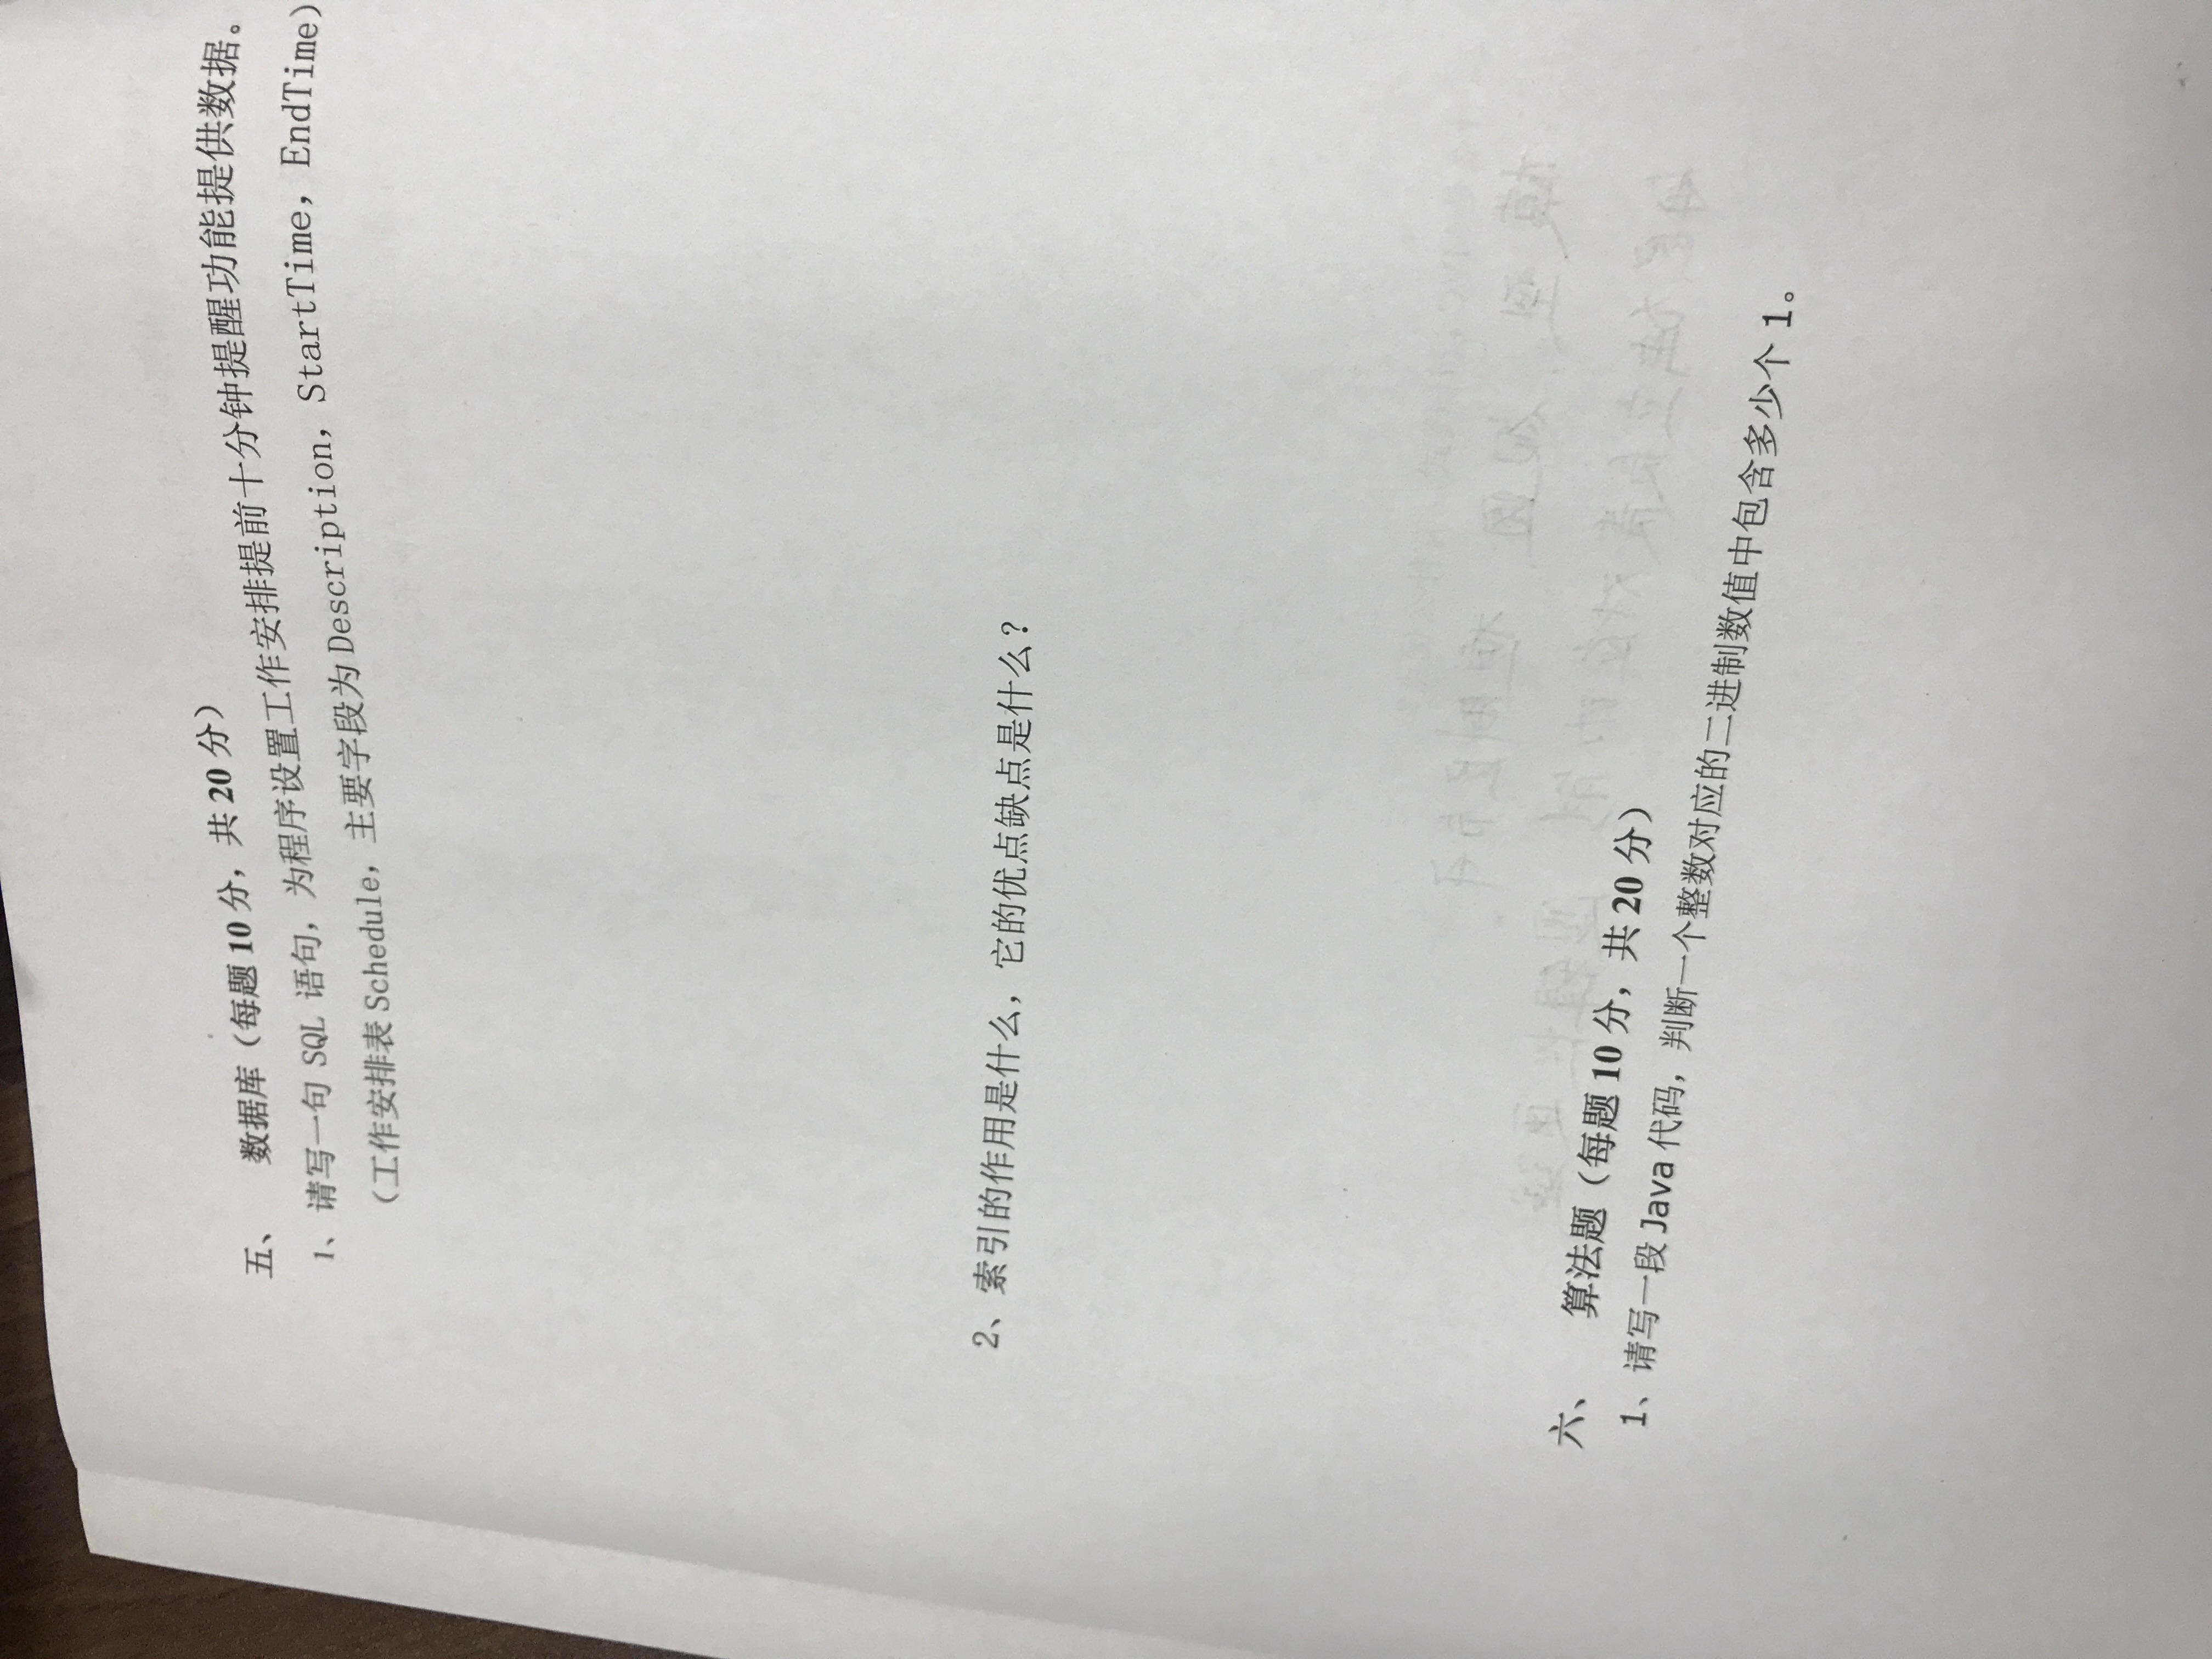 五、 数据库（每题 10 分，共 20 分）
1、请写一句 SQL 语句，为程序设置工作安排提前十分钟提醒功能提供数据。
（工作安排表 Schedule，主要字段为 Description，StartTime，EndTime）
2、索引的作用是什么，它的优点缺点是什么？
六、 算法题（每题 10 分，共 20 分）
1、请写一段 Java 代码，判断一个整数对应的二进制数值中包含多少个 1。